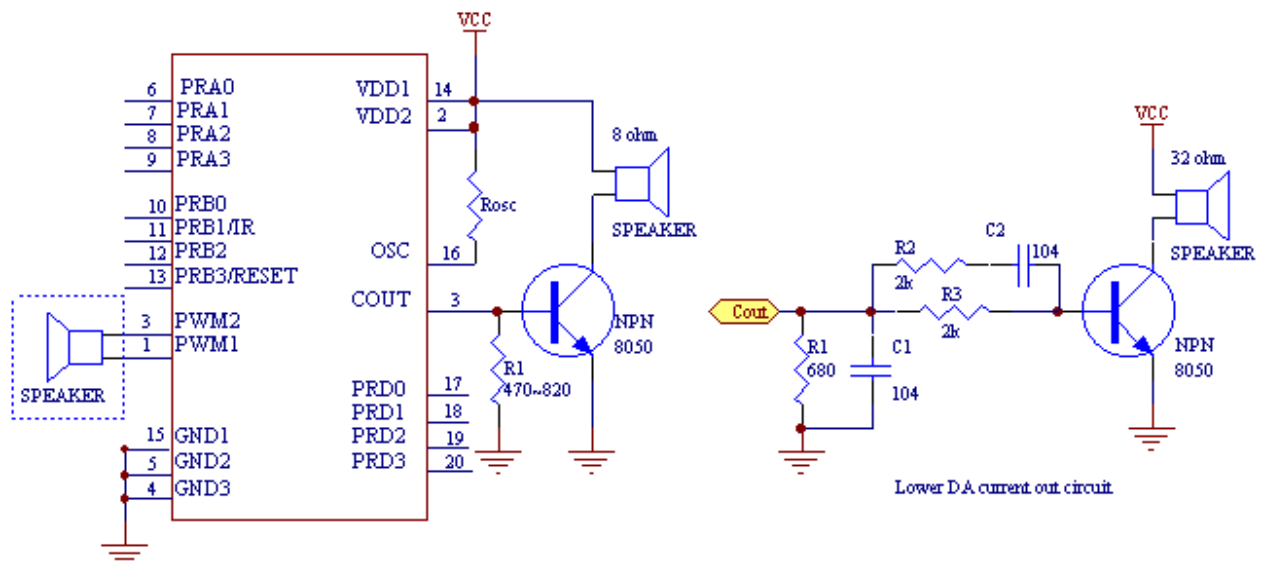 VCC
6 PRA0
7 PRA1
8 PRA2
9 PRA3
10 PRB0
11 PRB1/IR
12 PRB2
13 PRB3/RESET
3 PWM2
1 PWM1
SPEAKER
15 GND1
5 GND2
4 GND3
VDD1 14
VDD2 2
OSC 16
COUT 3
PRD0 17
PRD1 18
PRD2 19
PRD3 20
Rosc
8 ohm
SPEAKER
NPN
8050
R1
470~820
VCC
32 ohm
SPEAKER
C2
104
R2
2k
R3
2k
Cout
R1
680
C1
104
NPN
8050
Lower DA current out circuit